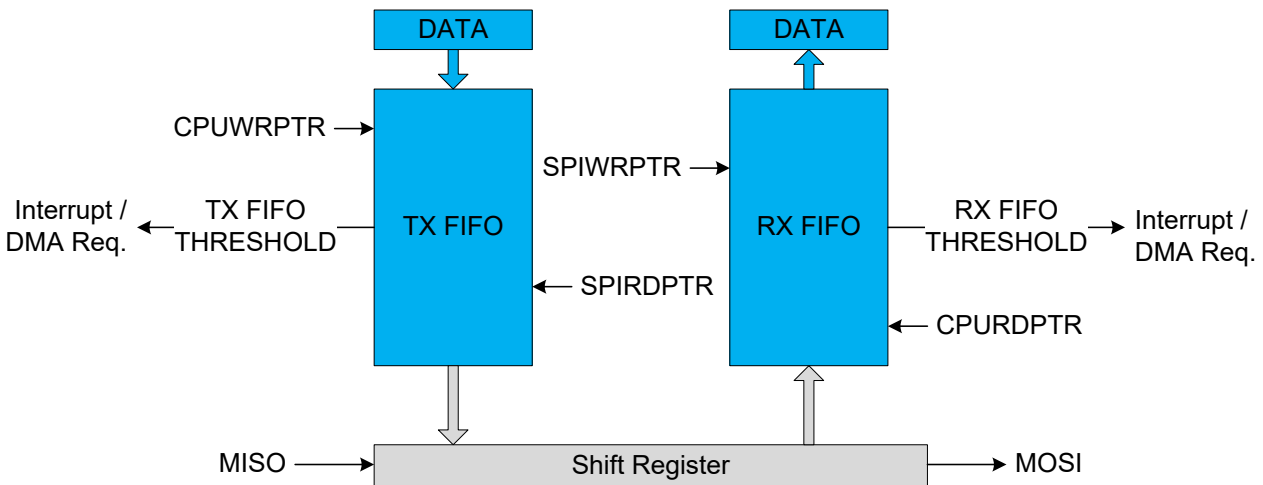 DATA
DATA
CPUWRPTR
SPIWRPTR
Interrupt /
DMA Req.
TX FIFO
THRESHOLD
TX FIFO
RX FIFO
RX FIFO
THRESHOLD
Interrupt /
DMA Req.
SPIRDPTR
CPURDPTR
MISO
Shift Register
MOSI